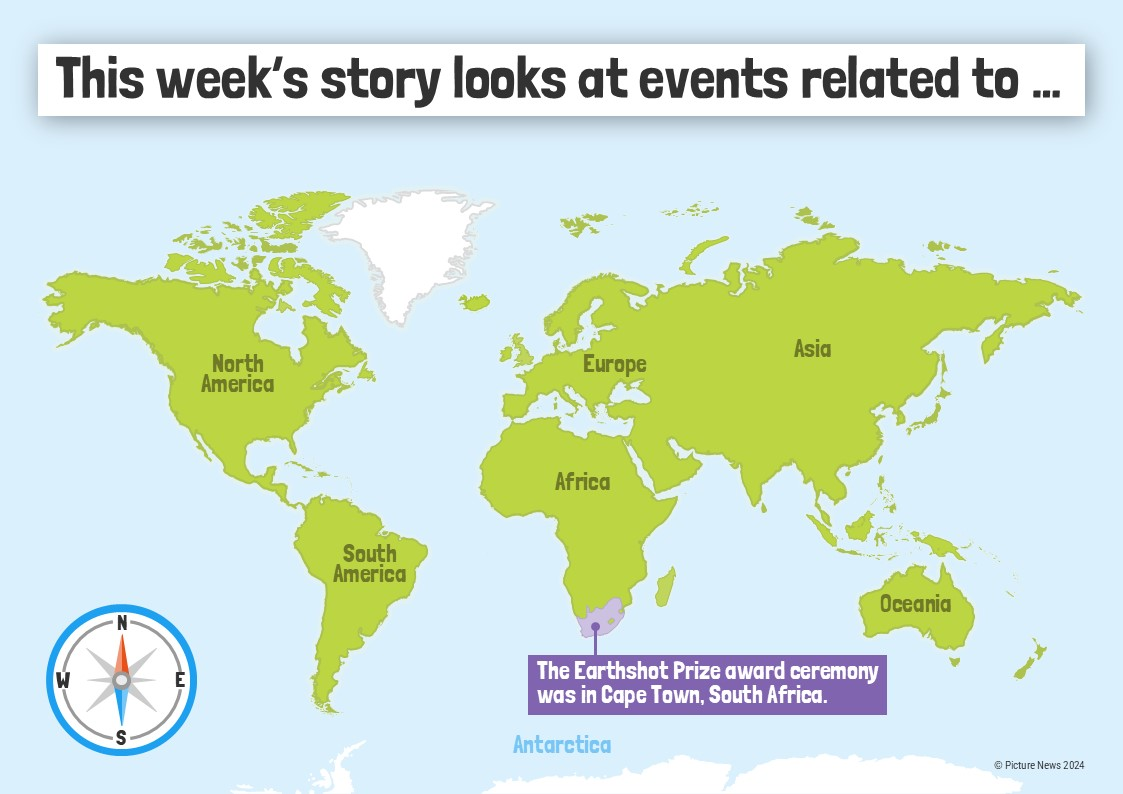 This week's story looks at events related to ...
North
America
Europe
Asia
Africa
South
America
Oceania
N
W
E
S
The Earthshot Prize award ceremony
was in Cape Town, South Africa.
Antarctica
© Picture News 2024